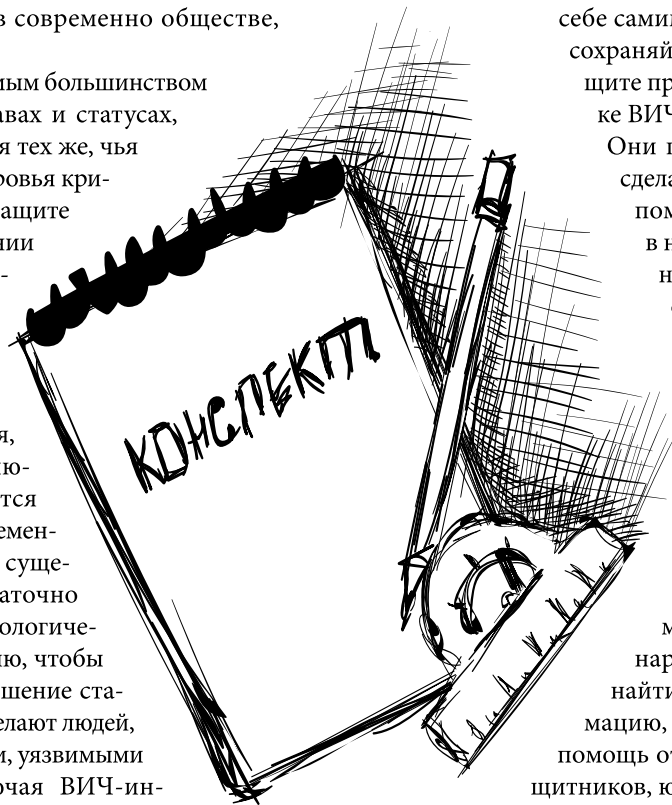 в современно обществе,
мым большинством
авах и статусах,
я тех же, чья
ровья кри-
ащите
нии
-
КОНСПЕКТ
я,
ю-
тся
емен-
суще-
аточно
ологиче-
ию, чтобы
шение ста-
елают людей,
и, уязвимыми
очая ВИЧ-ин-
себе сами
сохраняй
щите пр
ке ВИЧ
Они
сдела
пом
в н
н
м
нар
найти
мацию,
помощь от
щитников, ю